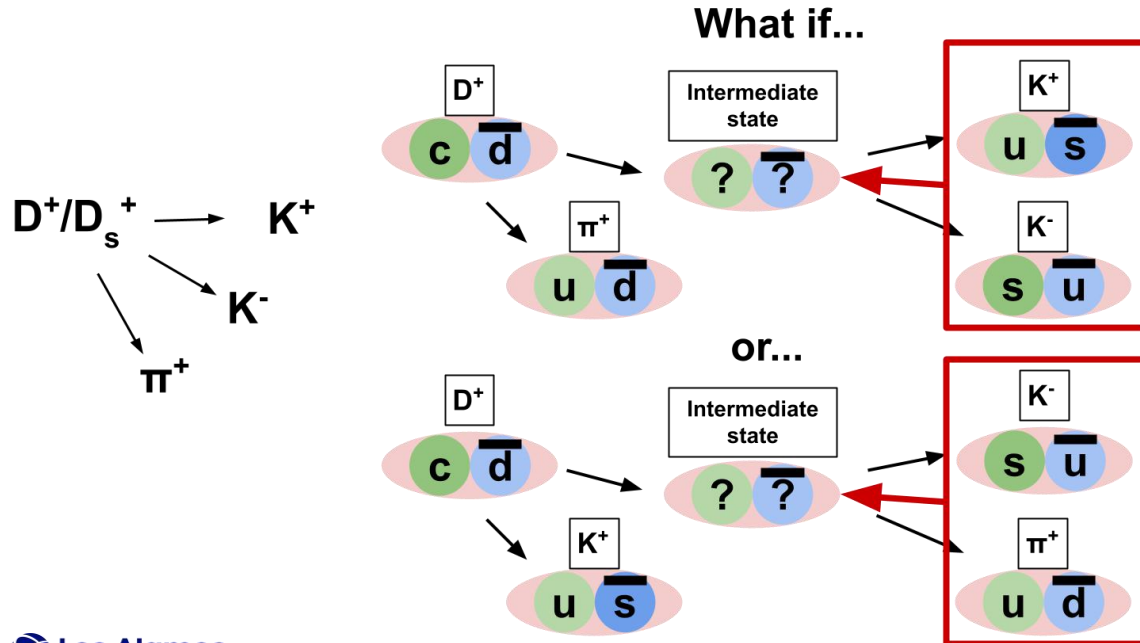 What if...
D⁺/Dₛ⁺
K⁺
K⁻
π⁺
D⁺
c d̅
π⁺
u d̅
Intermediate
state
? ?̅
K⁺
u s̅
K⁻
s u̅
or...
D⁺
c d̅
K⁺
u s̅
Intermediate
state
? ?̅
K⁻
s u̅
π⁺
u d̅